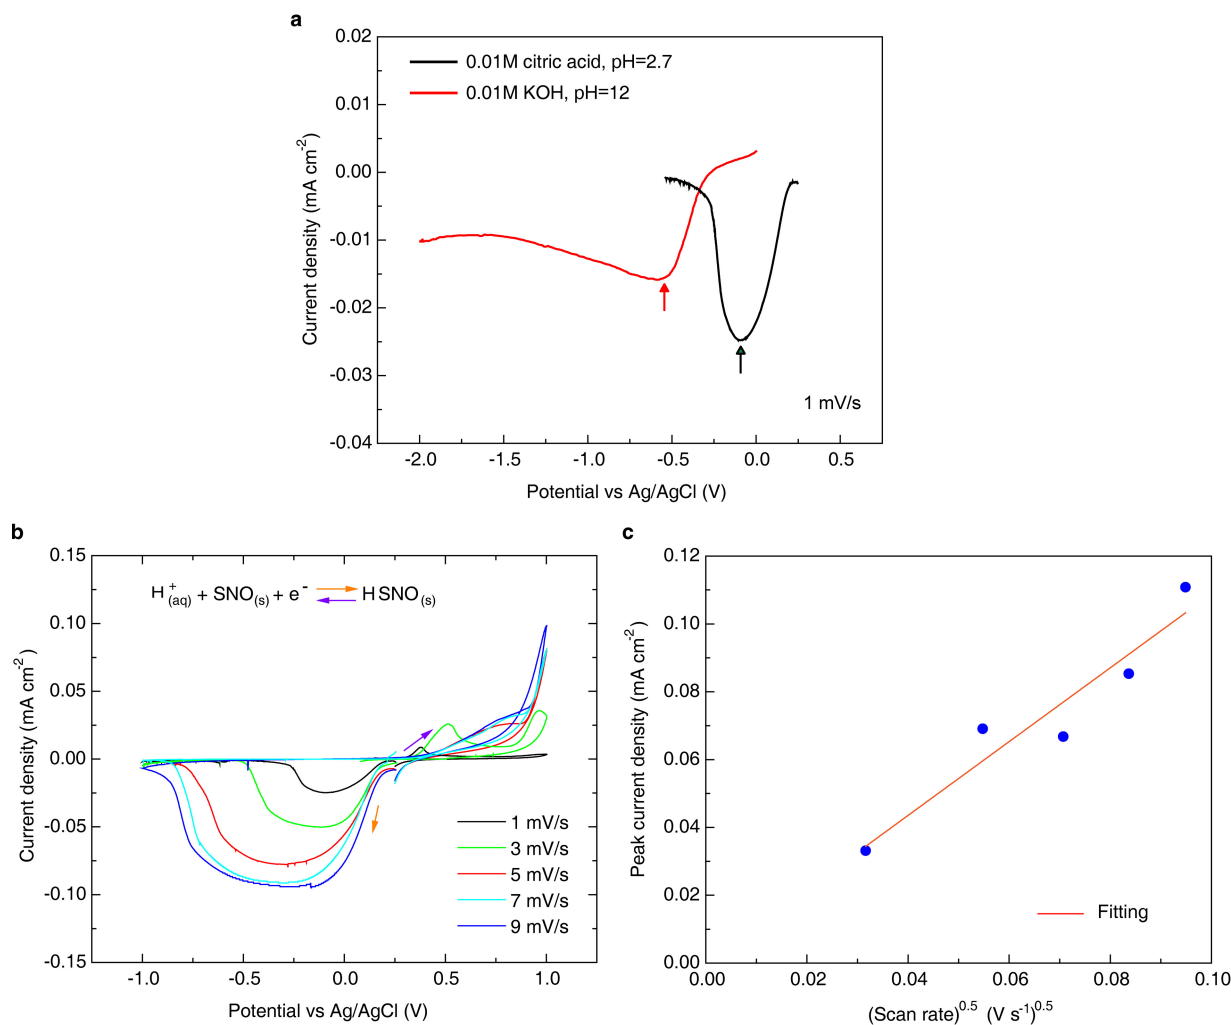 a
0.02
0.01
0.00
-0.01
-0.02
-0.03
-0.04
Current density (mA cm-2)
0.01M citric acid, pH=2.7
0.01M KOH, pH=12
1 mV/s
-2.0 -1.5 -1.0 -0.5 0.0 0.5
Potential vs Ag/AgCl (V)
b
0.15
0.10
0.05
0.00
-0.05
-0.10
-0.15
Current density (mA cm-2)
H+(aq) + SNO(s) + e- HSNO(s)
1 mV/s
3 mV/s
5 mV/s
7 mV/s
9 mV/s
-1.0 -0.5 0.0 0.5 1.0
Potential vs Ag/AgCl (V)
c
0.12
0.10
0.08
0.06
0.04
0.02
0.00
Peak current density (mA cm-2)
Fitting
0.00 0.02 0.04 0.06 0.08 0.10
(Scan rate)0.5 (V s-1)0.5